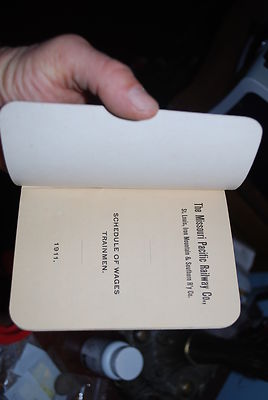 The Missouri Pacific Railway Co.,
St. Louis, Iron Mountain & Southern R'y Co.
SCHEDULE OF WAGES
TRAINMEN.
1911.